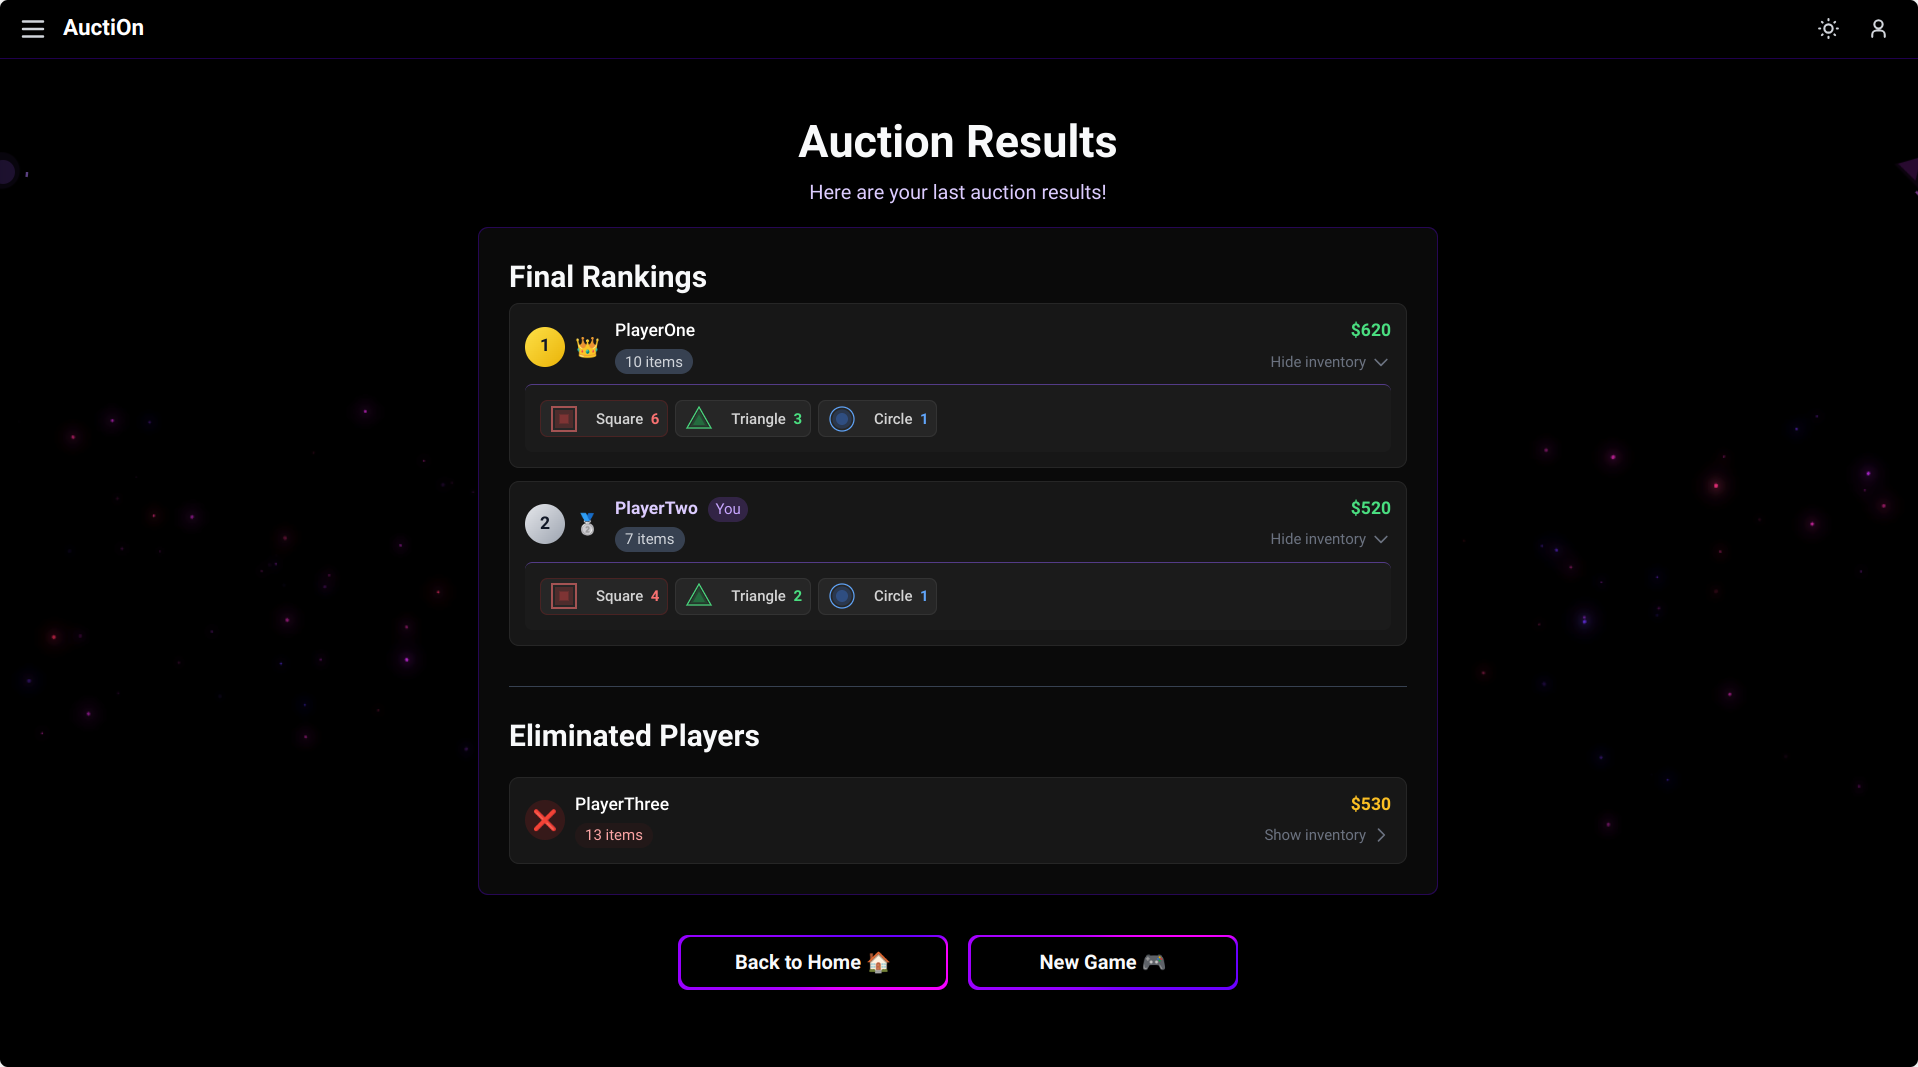 AuctiOn
Auction Results
Here are your last auction results!
Final Rankings
1
PlayerOne
$620
10 items
Hide inventory
Square 6
Triangle 3
Circle 1
2
PlayerTwo You
$520
7 items
Hide inventory
Square 4
Triangle 2
Circle 1
Eliminated Players
PlayerThree
$530
13 items
Show inventory
Back to Home
New Game